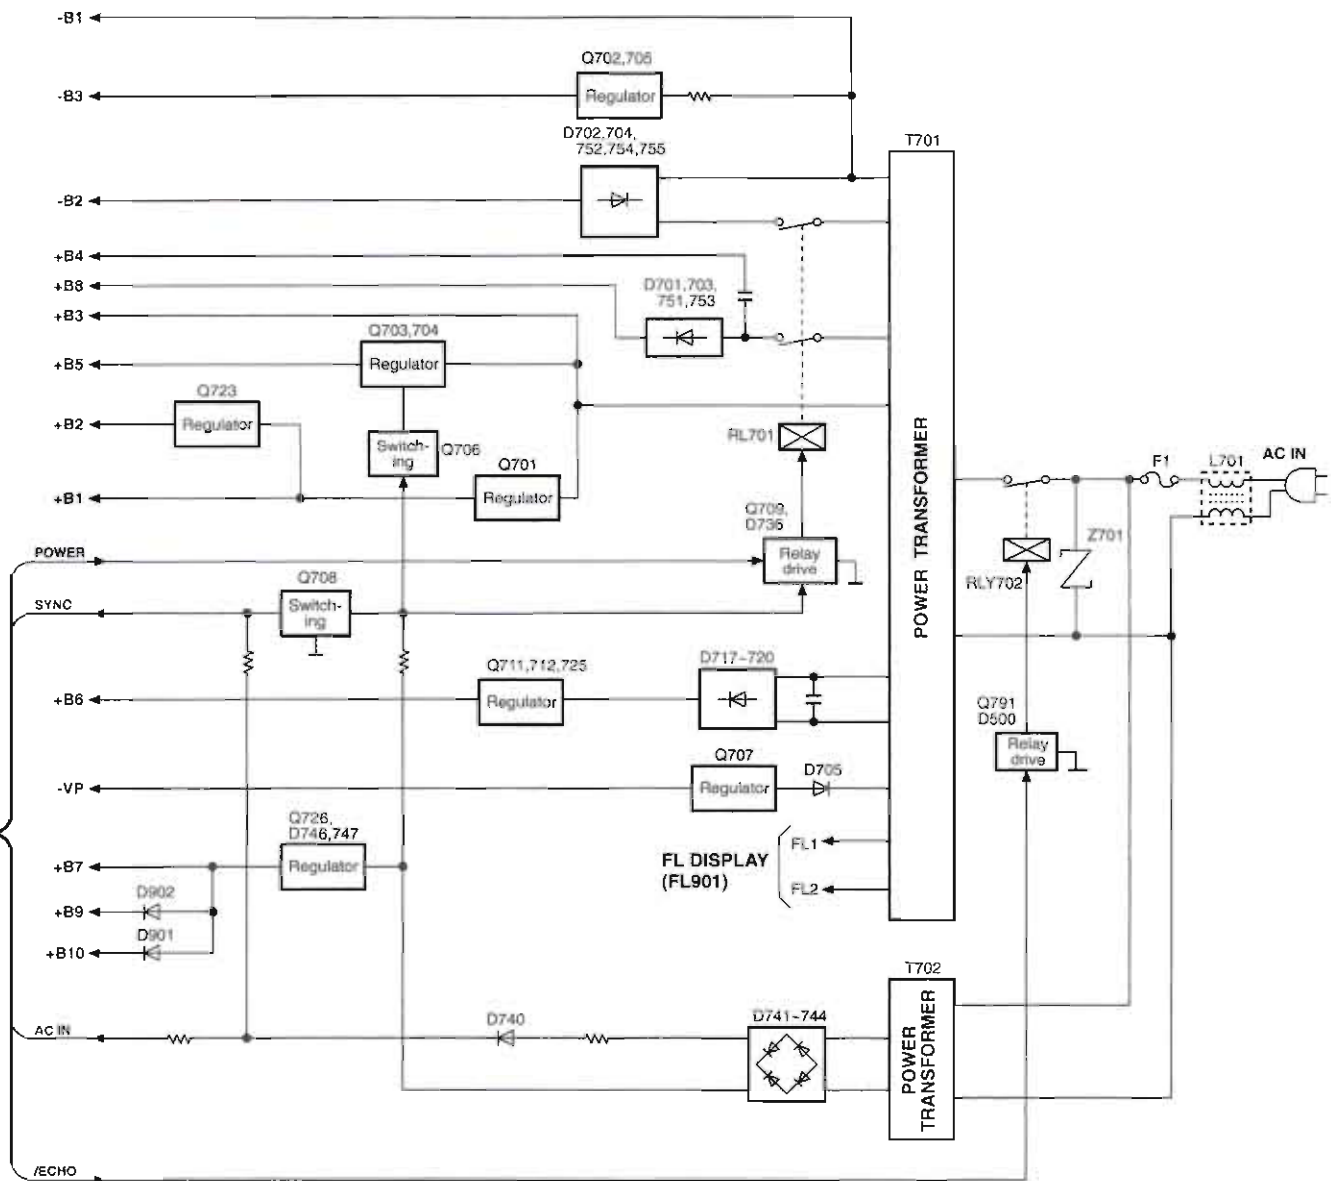 -B1
Q702,705
-B3
Regulator
D702,704,
752,754,755
T701
-B2
+B4
+B8
D701,703,
751,753
+B3
Q703,704
+B5
Regulator
Q723
+B2
Regulator
Switch-
ing
Q706
RL701
Q701
+B1
Regulator
POWER TRANSFORMER
F1
L701
AC IN
Q709,
D736
Z701
POWER
Relay
drive
Q708
RLY702
SYNC
Switch-
ing
Q711,712,725
D717~720
+B6
Regulator
Q791
D500
Relay
drive
Q707
D705
-VP
Regulator
Q726,
D746,747
+B7
Regulator
FL DISPLAY
(FL901)
FL1
FL2
D902
+B9
D901
+B10
T702
AC IN
D740
D741~744
POWER
TRANSFORMER
/ECHO